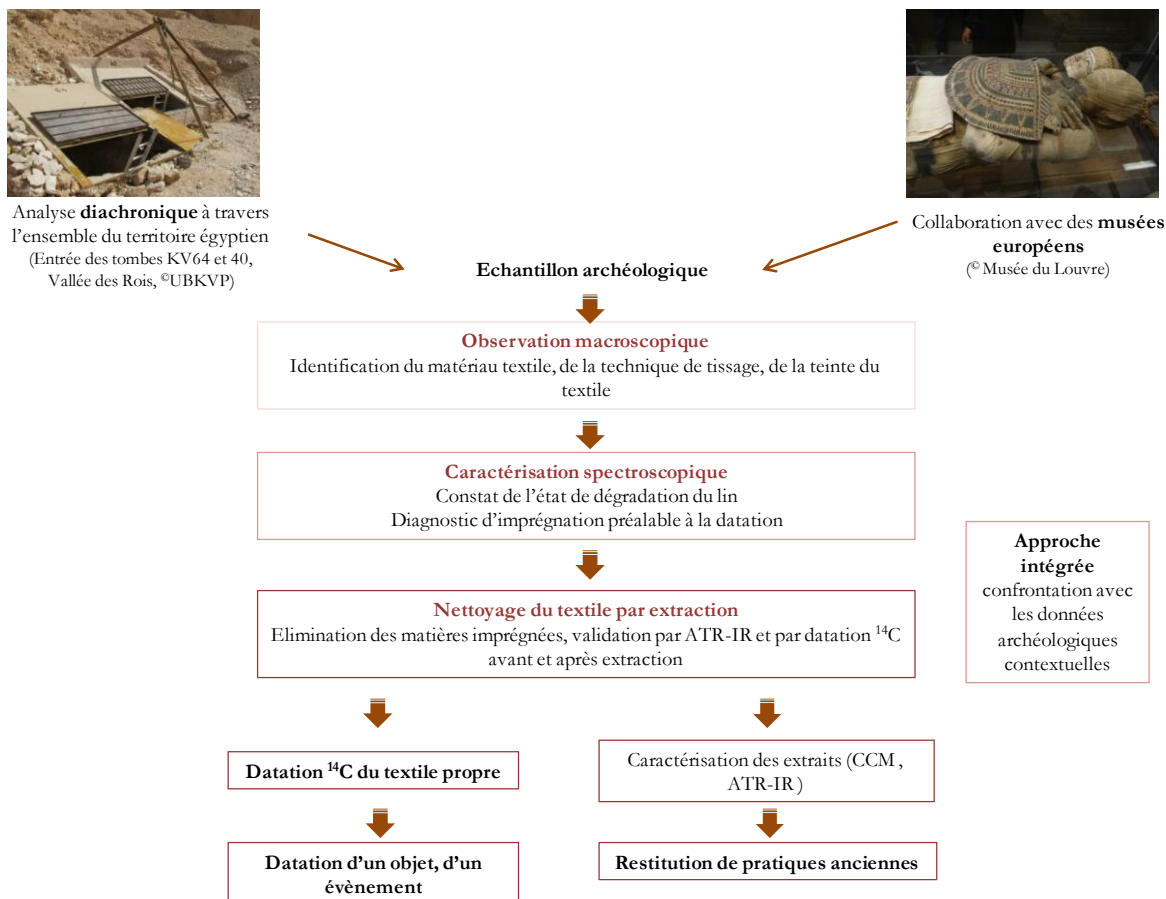 Analyse diachronique à travers
l'ensemble du territoire égyptien
(Entrée des tombes KV64 et 40,
Vallée des Rois, ©UBKVP)
Collaboration avec des musées
européens
(© Musée du Louvre)
Echantillon archéologique
Observation macroscopique
Identification du matériau textile, de la technique de tissage, de la teinte du
textile
Caractérisation spectroscopique
Constat de l'état de dégradation du lin
Diagnostic d'imprégnation préalable à la datation
Nettoyage du textile par extraction
Elimination des matières imprégnées, validation par ATR-IR et par datation ¹⁴C
avant et après extraction
Approche
intégrée
confrontation avec
les données
archéologiques
contextuelles
Datation ¹⁴C du textile propre
Caractérisation des extraits (CCM ,
ATR-IR )
Datation d'un objet, d'un
évènement
Restitution de pratiques anciennes